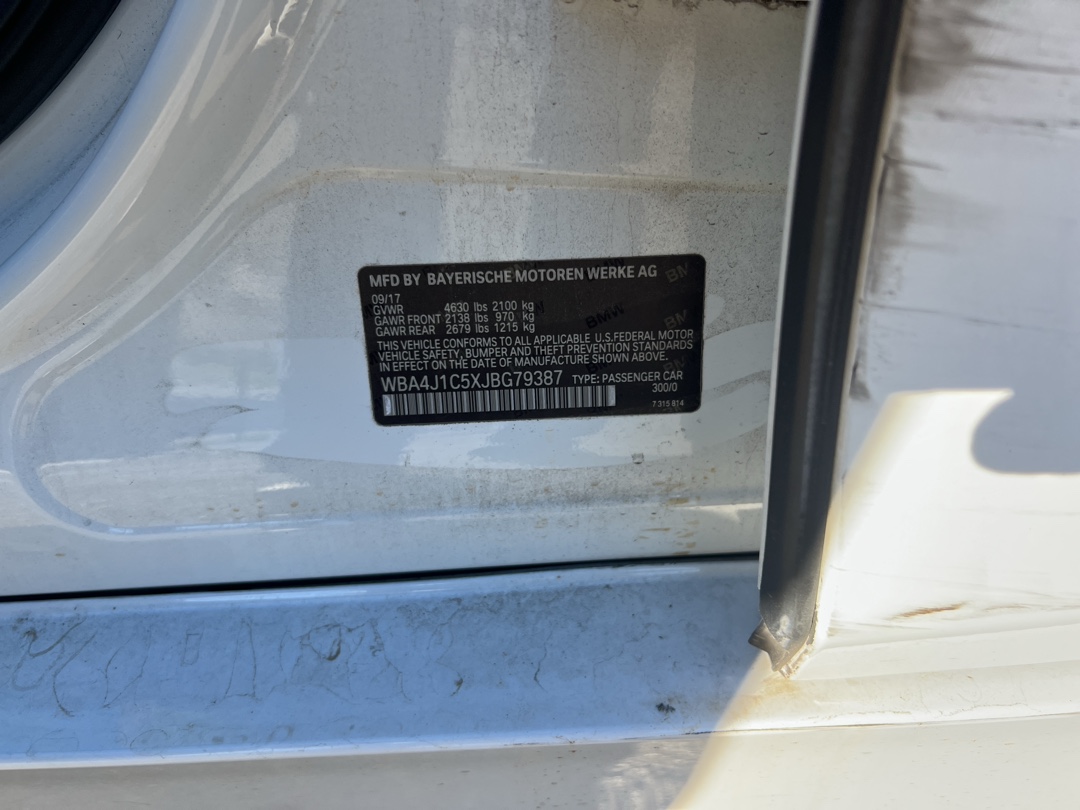 MFD BY BAYERISCHE MOTOREN WERKE AG
09/17
GVWR 4630 lbs 2100 kg
GAWR FRONT 2138 lbs 970 kg
GAWR REAR 2679 lbs 1215 kg
THIS VEHICLE CONFORMS TO ALL APPLICABLE U.S.FEDERAL MOTOR
VEHICLE SAFETY, BUMPER AND THEFT PREVENTION STANDARDS
IN EFFECT ON THE DATE OF MANUFACTURE SHOWN ABOVE.
WBA4J1C5XJBG79387 TYPE: PASSENGER CAR
300/0
7 315 814